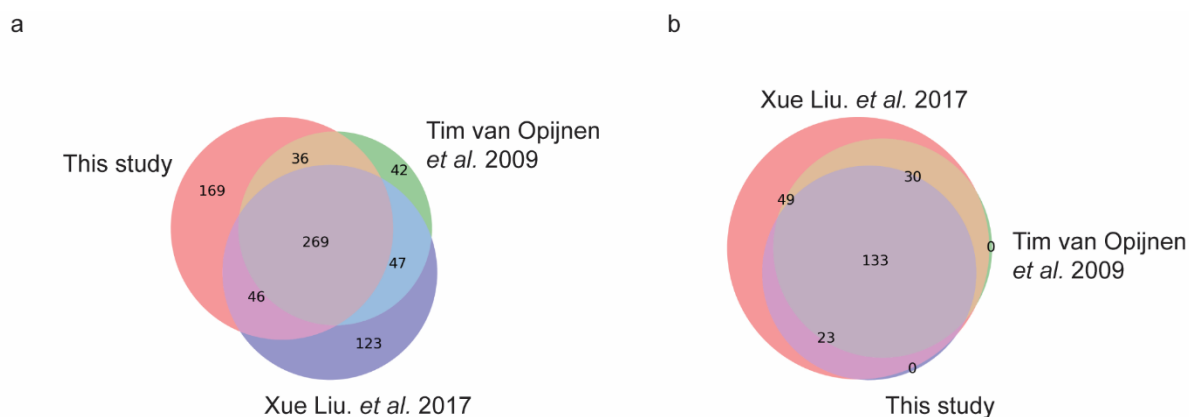 a
This study
Tim van Opijnen
et al. 2009
36
42
169
269
47
46
123
Xue Liu. et al. 2017
b
Xue Liu. et al. 2017
30
49
0
Tim van Opijnen
et al. 2009
133
23
0
This study